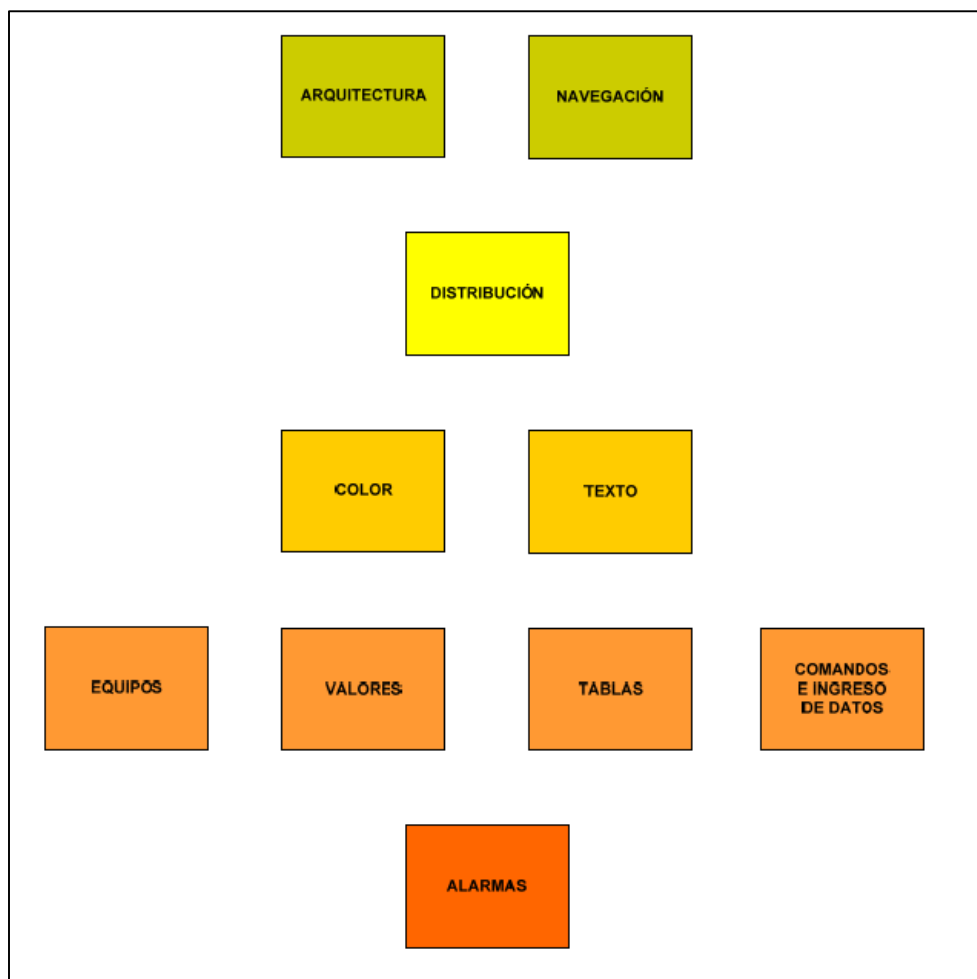 ARQUITECTURA
NAVEGACIÓN
DISTRIBUCIÓN
COLOR
TEXTO
EQUIPOS
VALORES
TABLAS
COMANDOS
E INGRESO
DE DATOS
ALARMAS